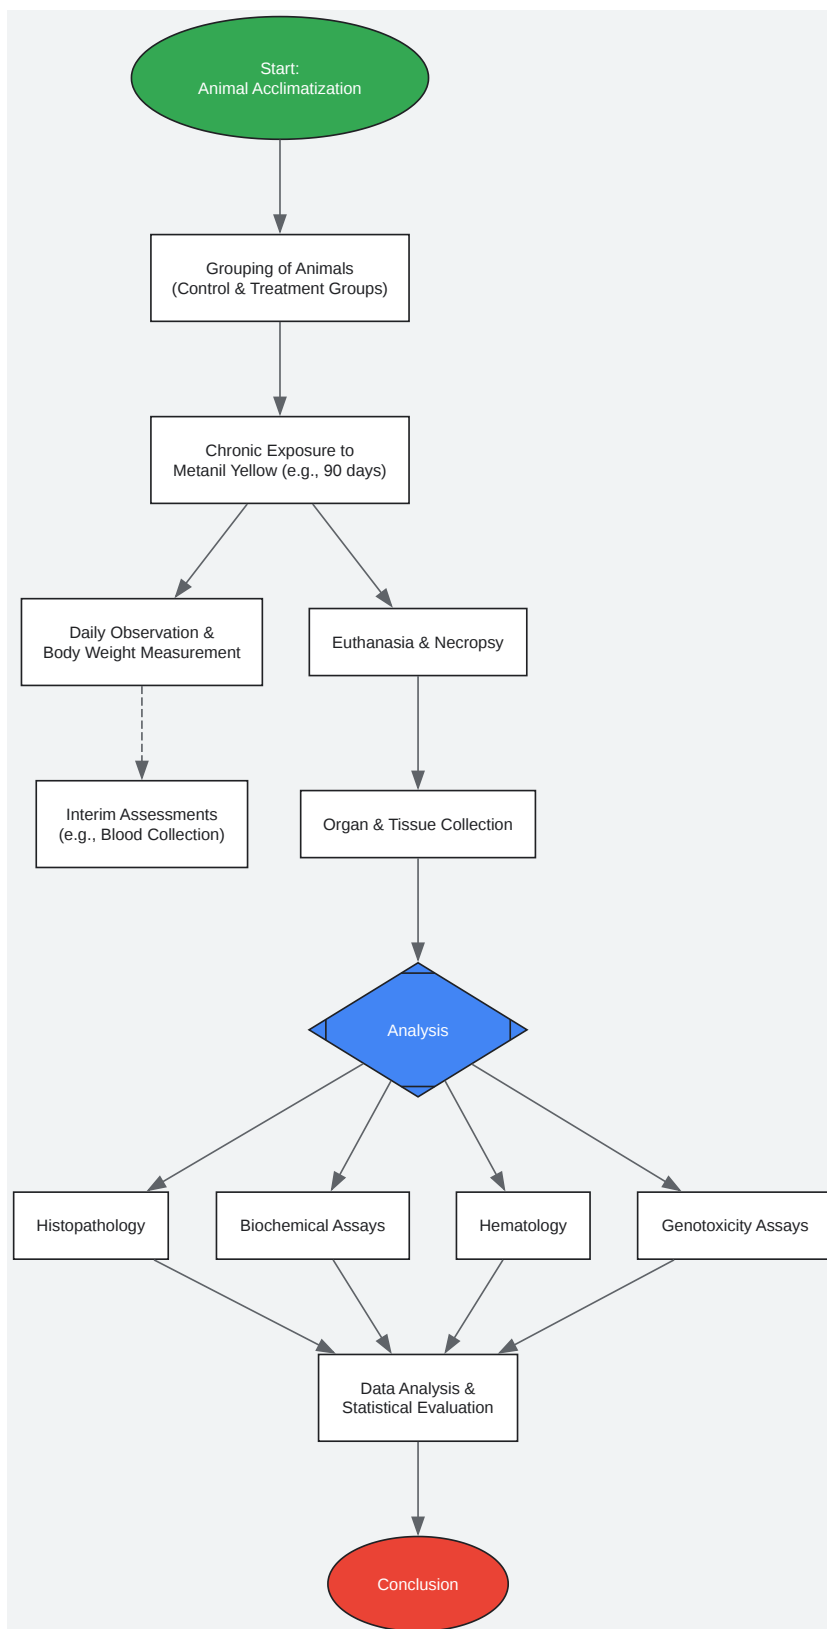 Start:
Animal Acclimatization
Grouping of Animals
(Control & Treatment Groups)
Chronic Exposure to
Metanil Yellow (e.g., 90 days)
Daily Observation &
Body Weight Measurement
Euthanasia & Necropsy
Interim Assessments
(e.g., Blood Collection)
Organ & Tissue Collection
Analysis
Histopathology
Biochemical Assays
Hematology
Genotoxicity Assays
Data Analysis &
Statistical Evaluation
Conclusion